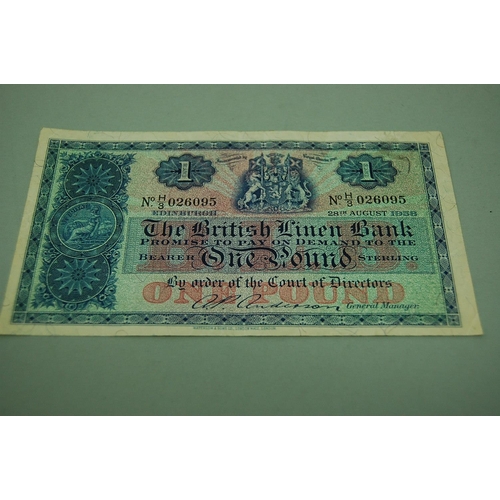 1 1
No H/3 026095 No H/3 026095
EDINBURGH 28TH AUGUST 1958
The British Linen Bank
PROMISE TO PAY ON DEMAND TO THE
BEARER One Pound STERLING
By order of the Court of Directors
ONE POUND
General Manager